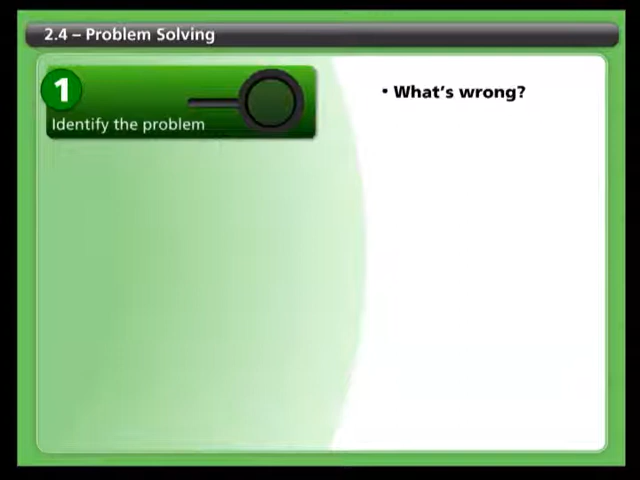 2.4 – Problem Solving
1
Identify the problem
• What's wrong?